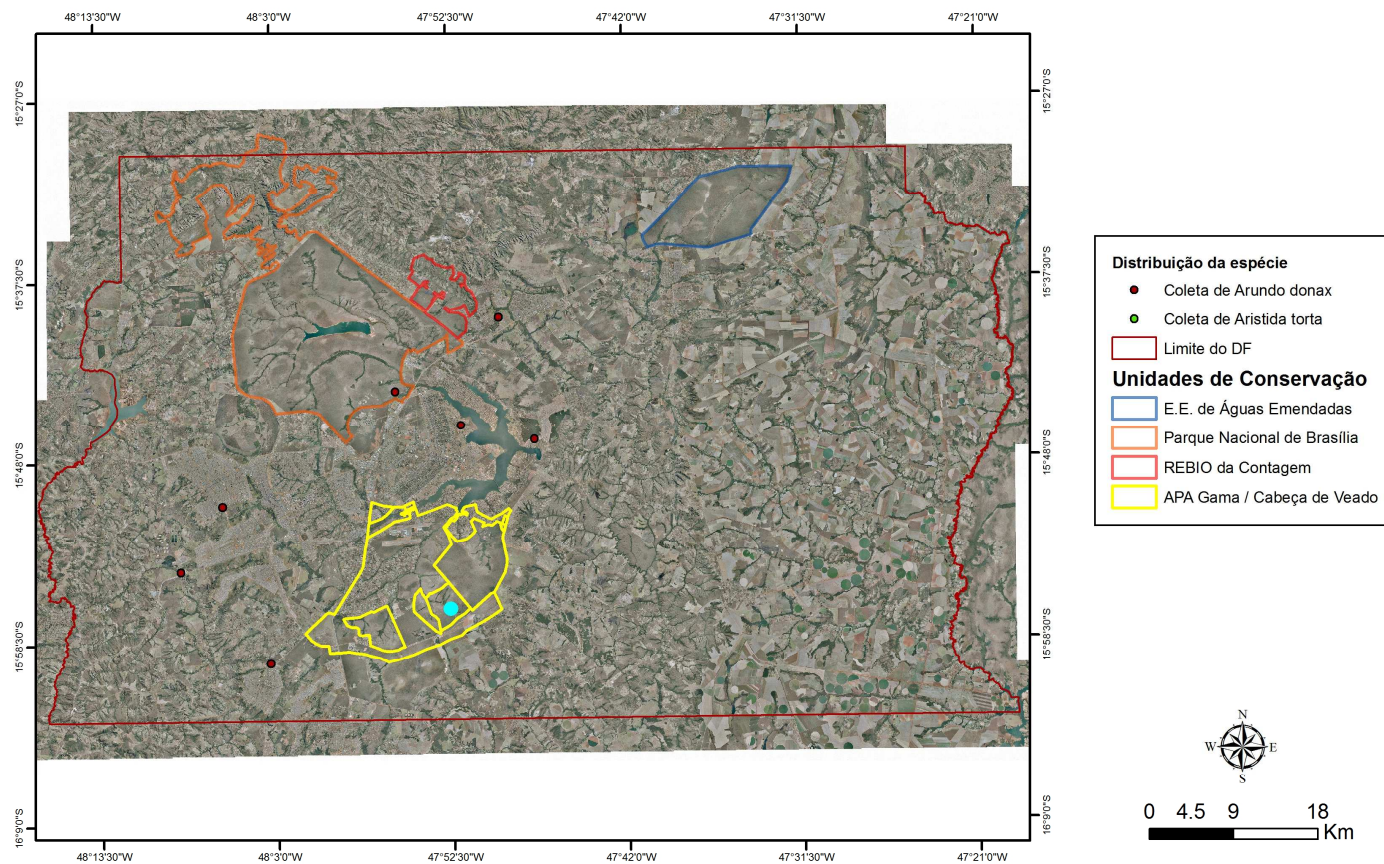 48°13'30"W 48°3'0"W 47°52'30"W 47°42'0"W 47°31'30"W 47°21'0"W
15°27'0"S 15°27'0"S
15°37'30"S 15°37'30"S
15°48'0"S 15°48'0"S
15°58'30"S 15°58'30"S
16°9'0"S 16°9'0"S
48°13'30"W 48°3'0"W 47°52'30"W 47°42'0"W 47°31'30"W 47°21'0"W
Distribuição da espécie
Coleta de Arundo donax
Coleta de Aristida torta
Limite do DF
Unidades de Conservação
E.E. de Águas Emendadas
Parque Nacional de Brasília
REBIO da Contagem
APA Gama / Cabeça de Veado
N
W E
S
0 4.5 9 18
Km